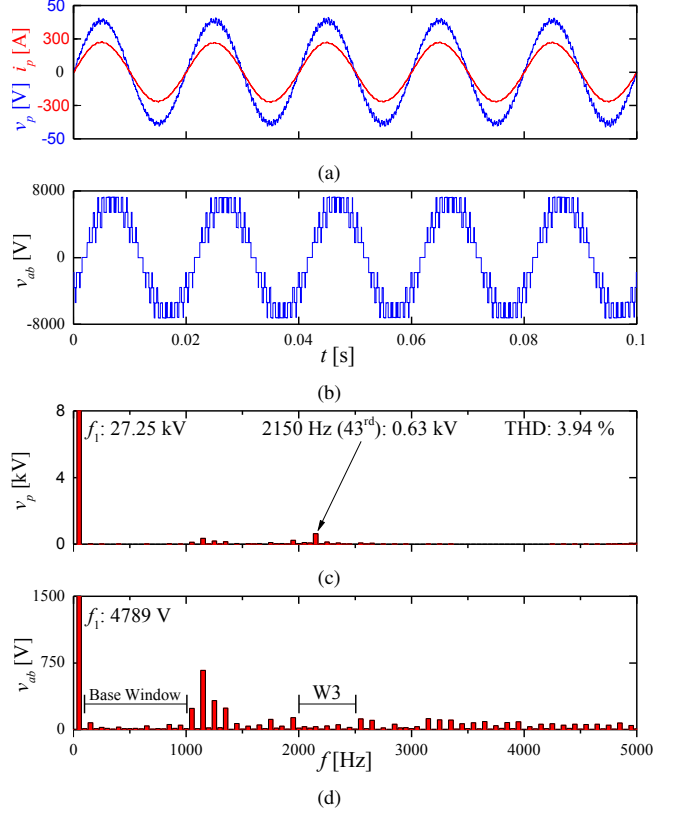 50
300
0
-300
50
v_p [V] i_p [A]
(a)
8000
0
-8000
v_ab [V]
0 0.02 0.04 0.06 0.08 0.1
t [s]
(b)
8
4
0
v_p [kV]
f_1: 27.25 kV 2150 Hz (43^rd): 0.63 kV THD: 3.94 %
(c)
1500
750
0
v_ab [V]
f_1: 4789 V
Base Window W3
0 1000 2000 3000 4000 5000
f [Hz]
(d)